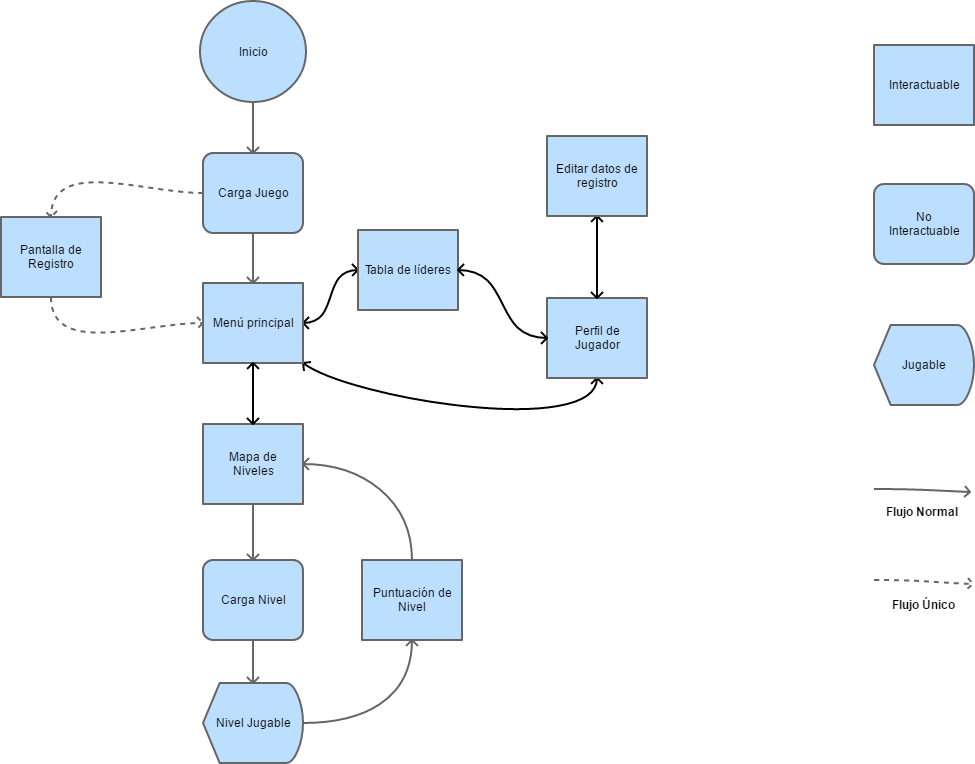 Inicio
Carga Juego
Pantalla de
Registro
Menú principal
Tabla de líderes
Editar datos de
registro
Perfil de
Jugador
Mapa de
Niveles
Carga Nivel
Puntuación de
Nivel
Nivel Jugable
Interactuable
No
Interactuable
Jugable
Flujo Normal
Flujo Único